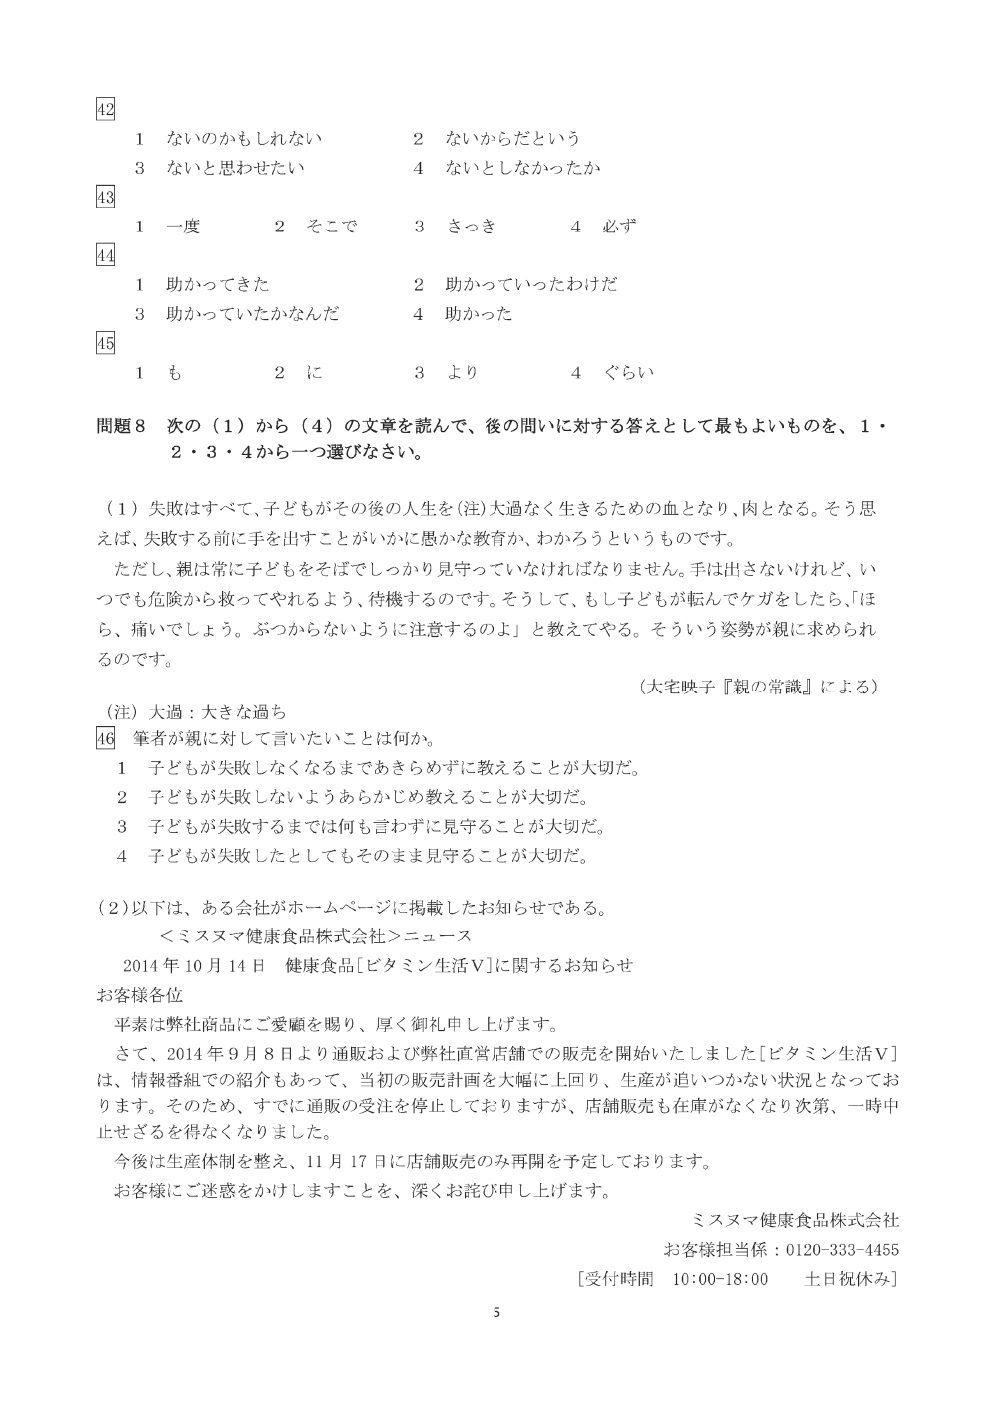 42
1　ないのかもしれない　2　ないからだという
3　ないと思わせたい　4　ないとしなかったか
43
1　一度　2　そこで　3　さっき　4　必ず
44
1　助かってきた　2　助かっていったわけだ
3　助かっていたかなんだ　4　助かった
45
1　も　2　に　3　より　4　ぐらい
問題８　次の（１）から（４）の文章を読んで、後の問いに対する答えとして最もよいものを、１・
２・３・４から一つ選びなさい。
（１）失敗はすべて、子どもがその後の人生を(注)大過なく生きるための血となり、肉となる。そう思
えば、失敗する前に手を出すことがいかに愚かな教育か、わかろうというものです。
ただし、親は常に子どもをそばでしっかり見守っていなければなりません。手は出さないけれど、い
つでも危険から救ってやれるよう、待機するのです。そうして、もし子どもが転んでケガをしたら、「ほ
ら、痛いでしょう。ぶつからないように注意するのよ」と教えてやる。そういう姿勢が親に求められ
るのです。
（大宅映子『親の常識』による）
（注）大過：大きな過ち
46　筆者が親に対して言いたいことは何か。
1　子どもが失敗しなくなるまであきらめずに教えることが大切だ。
2　子どもが失敗しないようあらかじめ教えることが大切だ。
3　子どもが失敗するまでは何も言わずに見守ることが大切だ。
4　子どもが失敗したとしてもそのまま見守ることが大切だ。
(２)以下は、ある会社がホームページに掲載したお知らせである。
＜ミスヌマ健康食品株式会社＞ニュース
2014 年 10 月 14 日　健康食品[ビタミン生活Ｖ]に関するお知らせ
お客様各位
平素は弊社商品にご愛顧を賜り、厚く御礼申し上げます。
さて、2014 年９月８日より通販および弊社直営店舗での販売を開始いたしました[ビタミン生活Ｖ]
は、情報番組での紹介もあって、当初の販売計画を大幅に上回り、生産が追いつかない状況となってお
ります。そのため、すでに通販の受注を停止しておりますが、店舗販売も在庫がなくなり次第、一時中
止せざるを得なくなりました。
今後は生産体制を整え、11 月 17 日に店舗販売のみ再開を予定しております。
お客様にご迷惑をかけしますことを、深くお詫び申し上げます。
ミスヌマ健康食品株式会社
お客様担当係：0120-333-4455
[受付時間　10:00-18:00　土日祝休み]
5